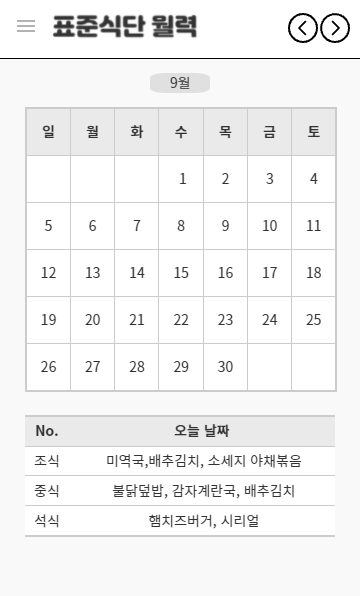 표준식단 월력
9월
일 월 화 수 목 금 토
1 2 3 4
5 6 7 8 9 10 11
12 13 14 15 16 17 18
19 20 21 22 23 24 25
26 27 28 29 30
No. 오늘 날짜
조식 미역국,배추김치, 소세지 야채볶음
중식 불닭덮밥, 감자계란국, 배추김치
석식 햄치즈버거, 시리얼